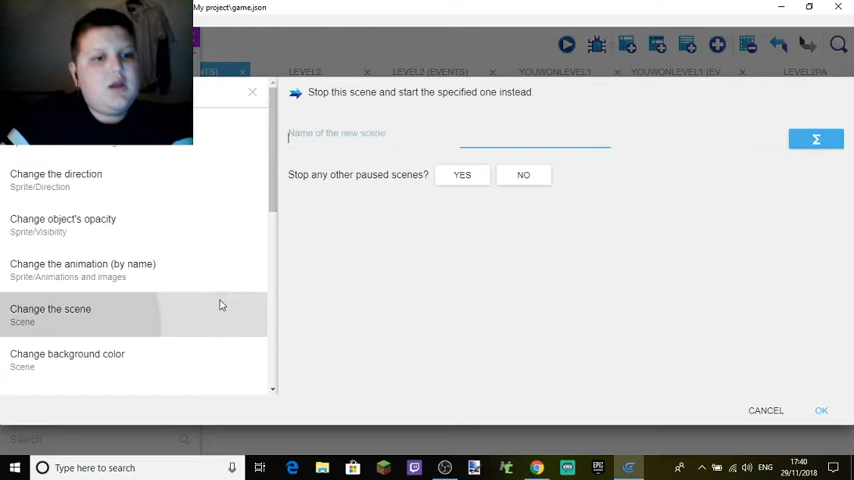 My project\game.json
NTS)
LEVEL2
LEVEL2 (EVENTS)
YOUWONLEVEL1
YOUWONLEVEL1 (EV...
LEVEL2PA
Stop this scene and start the specified one instead.
Name of the new scene
Σ
Stop any other paused scenes?
YES
NO
Change the direction
Sprite/Direction
Change object's opacity
Sprite/Visibility
Change the animation (by name)
Sprite/Animations and images
Change the scene
Scene
Change background color
Scene
CANCEL
OK
Search
Type here to search
EPIC
ENG
17:40
29/11/2018